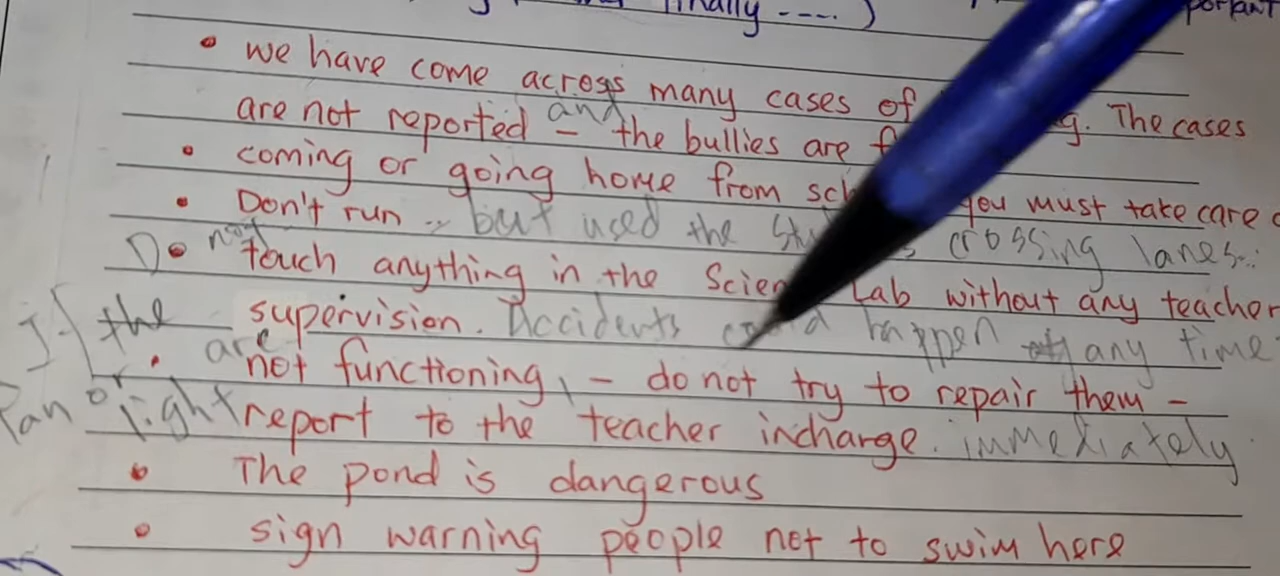 finally ----. )
• we have come across many cases of g. The cases
are not reported and – the bullies are
• coming or going home from sch you must take care
• Don't run .. but used the crossing lanes...
Do not touch anything in the Scien Lab without any teacher
supervision. Accidents could happen at any time
If the fan or light are not functioning, – do not try to repair them –
report to the teacher incharge. immediately.
• The pond is dangerous
• sign warning people not to swim here